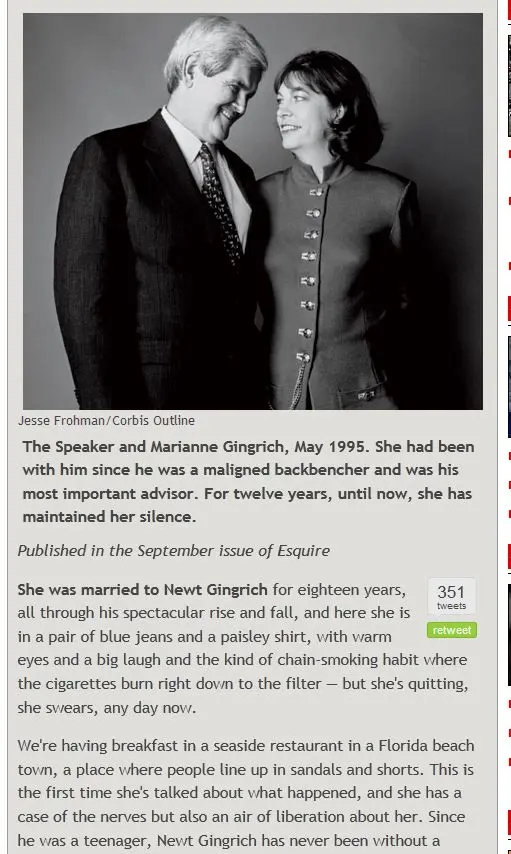 Jesse Frohman/Corbis Outline
The Speaker and Marianne Gingrich, May 1995. She had been
with him since he was a maligned backbencher and was his
most important advisor. For twelve years, until now, she has
maintained her silence.
Published in the September issue of Esquire
She was married to Newt Gingrich for eighteen years,
all through his spectacular rise and fall, and here she is
in a pair of blue jeans and a paisley shirt, with warm
eyes and a big laugh and the kind of chain-smoking habit where
the cigarettes burn right down to the filter — but she's quitting,
she swears, any day now.
351
tweets
retweet
We're having breakfast in a seaside restaurant in a Florida beach
town, a place where people line up in sandals and shorts. This is
the first time she's talked about what happened, and she has a
case of the nerves but also an air of liberation about her. Since
he was a teenager, Newt Gingrich has never been without a